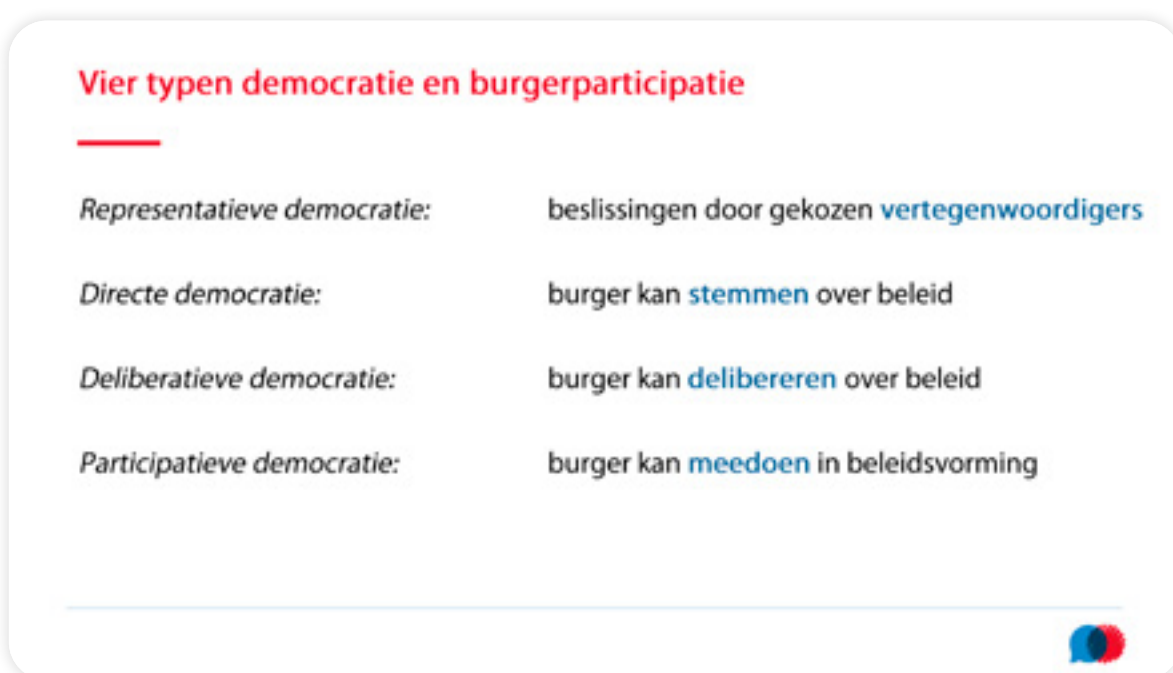 Vier typen democratie en burgerparticipatie
Representatieve democratie: beslissingen door gekozen vertegenwoordigers
Directe democratie: burger kan stemmen over beleid
Deliberatieve democratie: burger kan delibereren over beleid
Participatieve democratie: burger kan meedoen in beleidsvorming